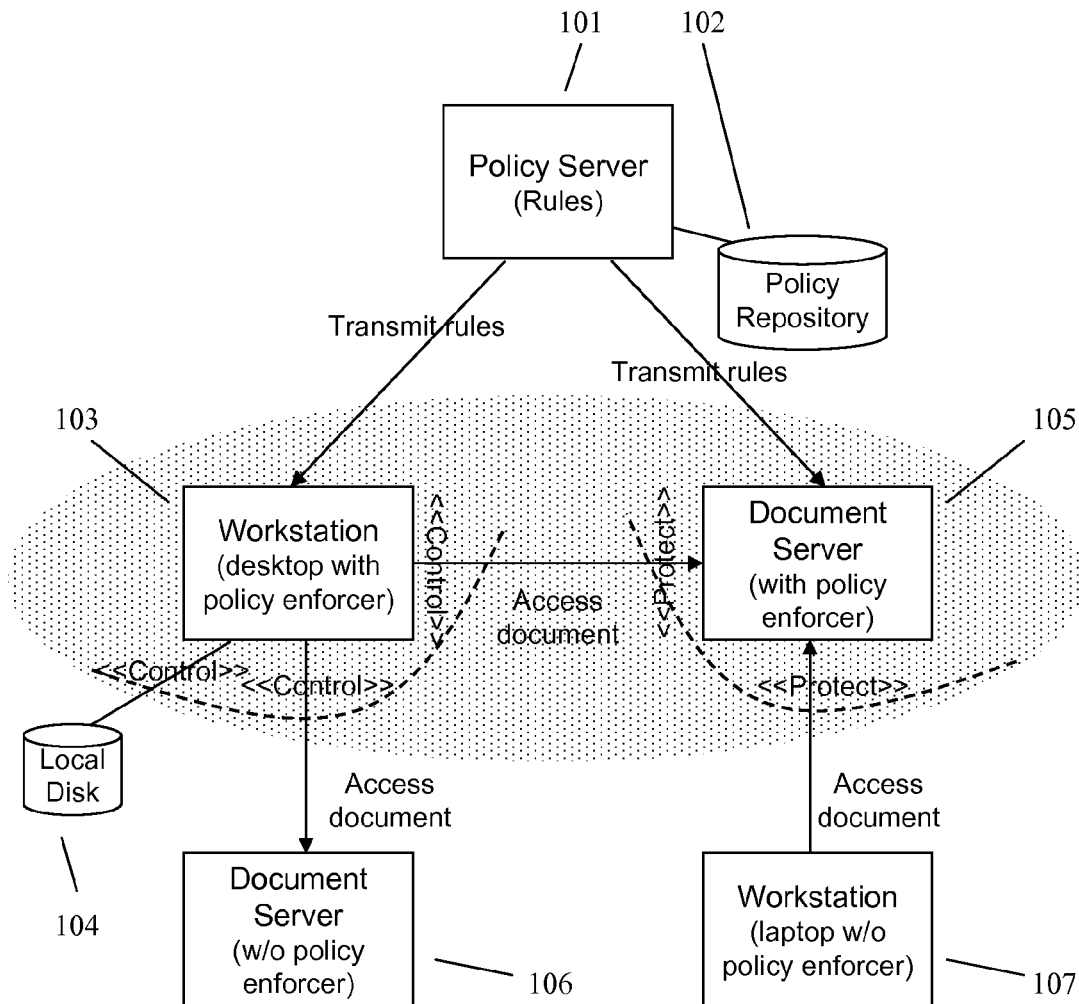 101
102
Policy Server
(Rules)
Policy
Repository
Transmit rules
Transmit rules
103
105
Workstation
(desktop with
policy enforcer)
<<Control>>
<<Protect>>
Document
Server
(with policy
enforcer)
Access
document
<<Control>>
<<Control>>
<<Protect>>
Local
Disk
Access
document
Access
document
104
Document
Server
(w/o policy
enforcer)
106
Workstation
(laptop w/o
policy enforcer)
107